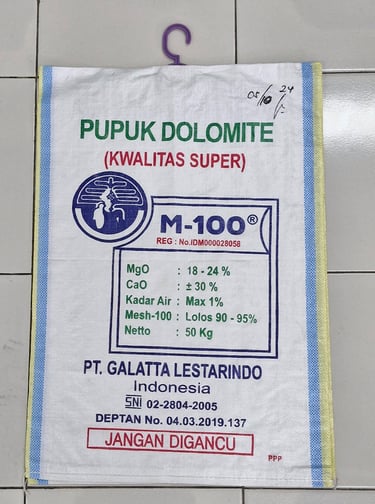 05/10 24
PUPUK DOLOMITE
(KWALITAS SUPER)
M-100®
REG : No.IDM000028058
MgO : 18 - 24 %
CaO : ± 30 %
Kadar Air : Max 1%
Mesh-100 : Lolos 90 - 95%
Netto : 50 Kg
PT. GALATTA LESTARINDO
Indonesia
SNI 02-2804-2005
DEPTAN No. 04.03.2019.137
JANGAN DIGANCU
PPP